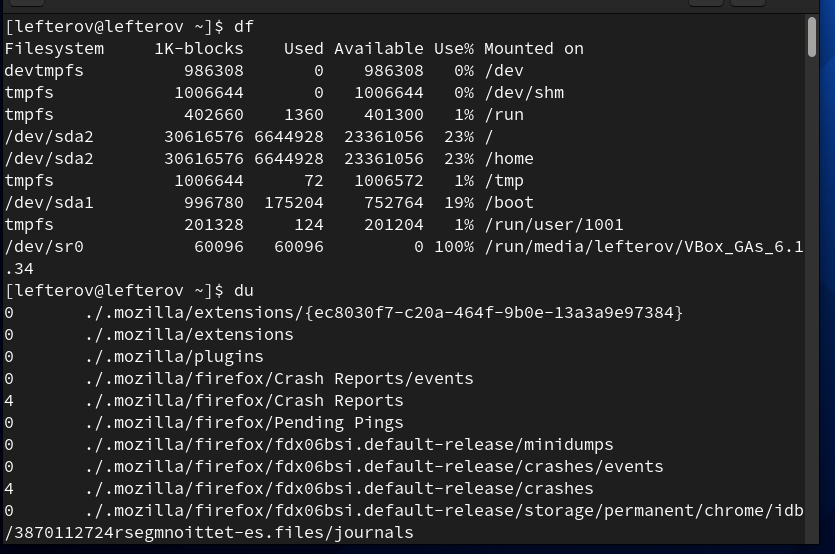 [lefterov@lefterov ~]$ df
Filesystem     1K-blocks    Used Available Use% Mounted on
devtmpfs          986308       0    986308   0% /dev
tmpfs            1006644       0   1006644   0% /dev/shm
tmpfs             402660    1360    401300   1% /run
/dev/sda2       30616576 6644928  23361056  23% /
/dev/sda2       30616576 6644928  23361056  23% /home
tmpfs            1006644      72   1006572   1% /tmp
/dev/sda1         996780  175204    752764  19% /boot
tmpfs             201328     124    201204   1% /run/user/1001
/dev/sr0           60096   60096         0 100% /run/media/lefterov/VBox_GAs_6.1
.34
[lefterov@lefterov ~]$ du
0       ./.mozilla/extensions/{ec8030f7-c20a-464f-9b0e-13a3a9e97384}
0       ./.mozilla/extensions
0       ./.mozilla/plugins
0       ./.mozilla/firefox/Crash Reports/events
4       ./.mozilla/firefox/Crash Reports
0       ./.mozilla/firefox/Pending Pings
0       ./.mozilla/firefox/fdx06bsi.default-release/minidumps
0       ./.mozilla/firefox/fdx06bsi.default-release/crashes/events
4       ./.mozilla/firefox/fdx06bsi.default-release/crashes
0       ./.mozilla/firefox/fdx06bsi.default-release/storage/permanent/chrome/idb
/3870112724rsegmnoittet-es.files/journals